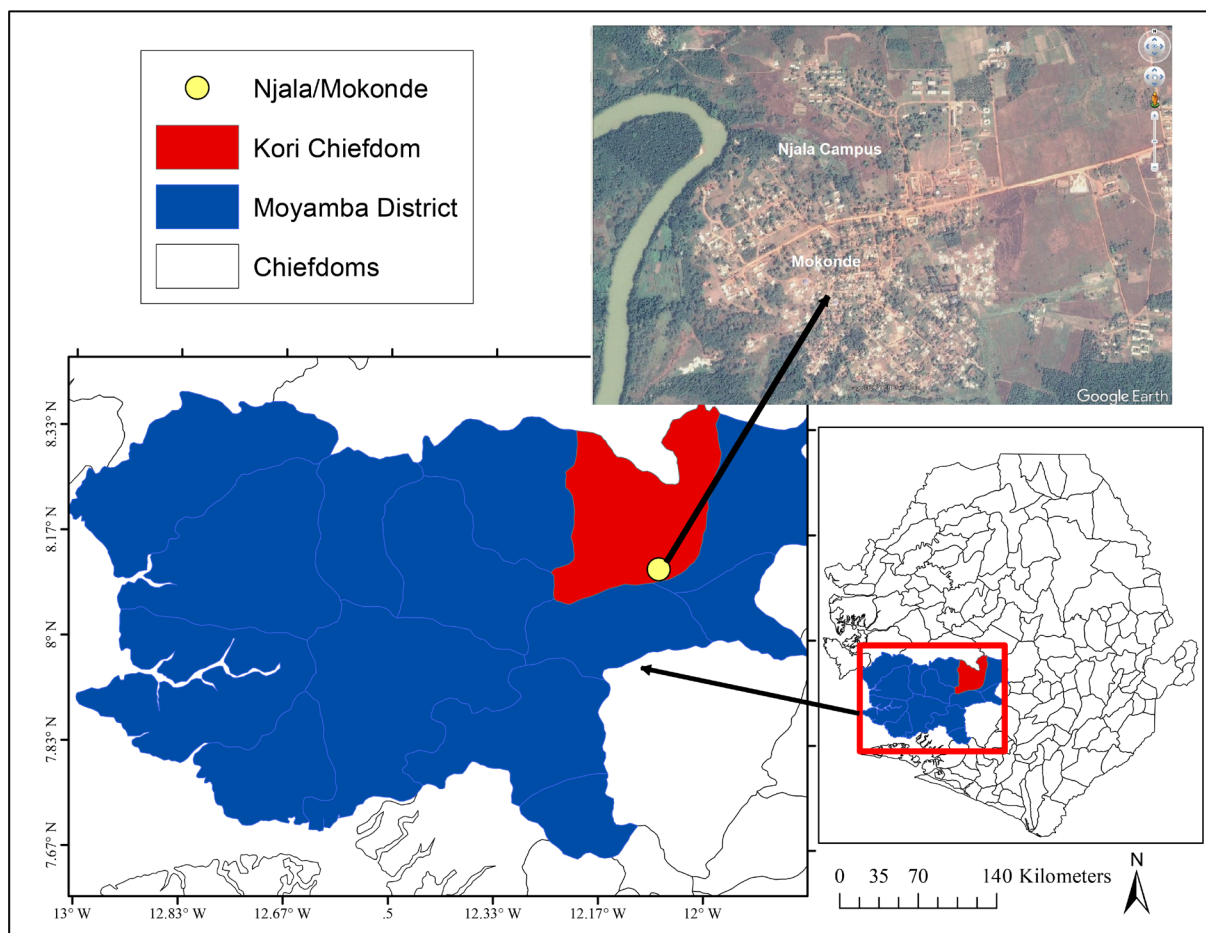 Njala/Mokonde
Kori Chiefdom
Moyamba District
Chiefdoms
Njala Campus
Mokonde
Google Earth
8.33° N
8.17° N
8° N
7.83° N
7.67° N
13° W
12.83° W
12.67° W
.5
12.33° W
12.17° W
12° W
0 35 70 140 Kilometers
N